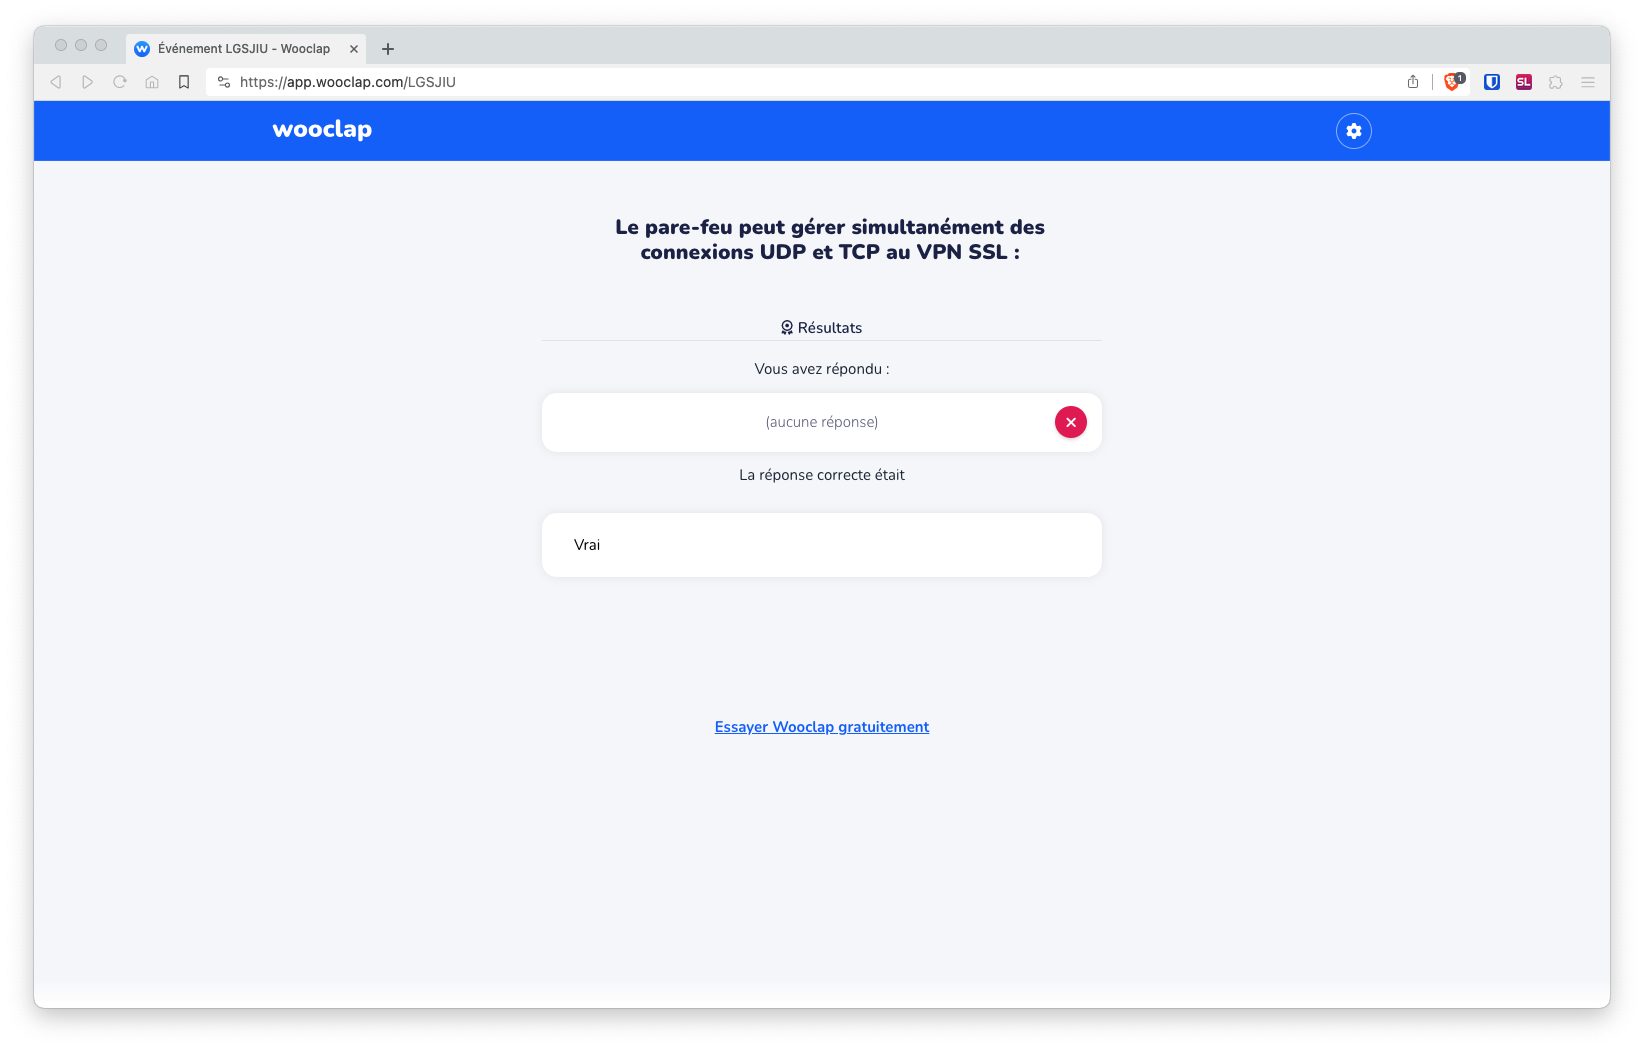 Événement LGSJIU - Wooclap
https://app.wooclap.com/LGSJIU
1
SL
wooclap
Le pare-feu peut gérer simultanément des
connexions UDP et TCP au VPN SSL :
Résultats
Vous avez répondu :
(aucune réponse)
La réponse correcte était
Vrai
Essayer Wooclap gratuitement